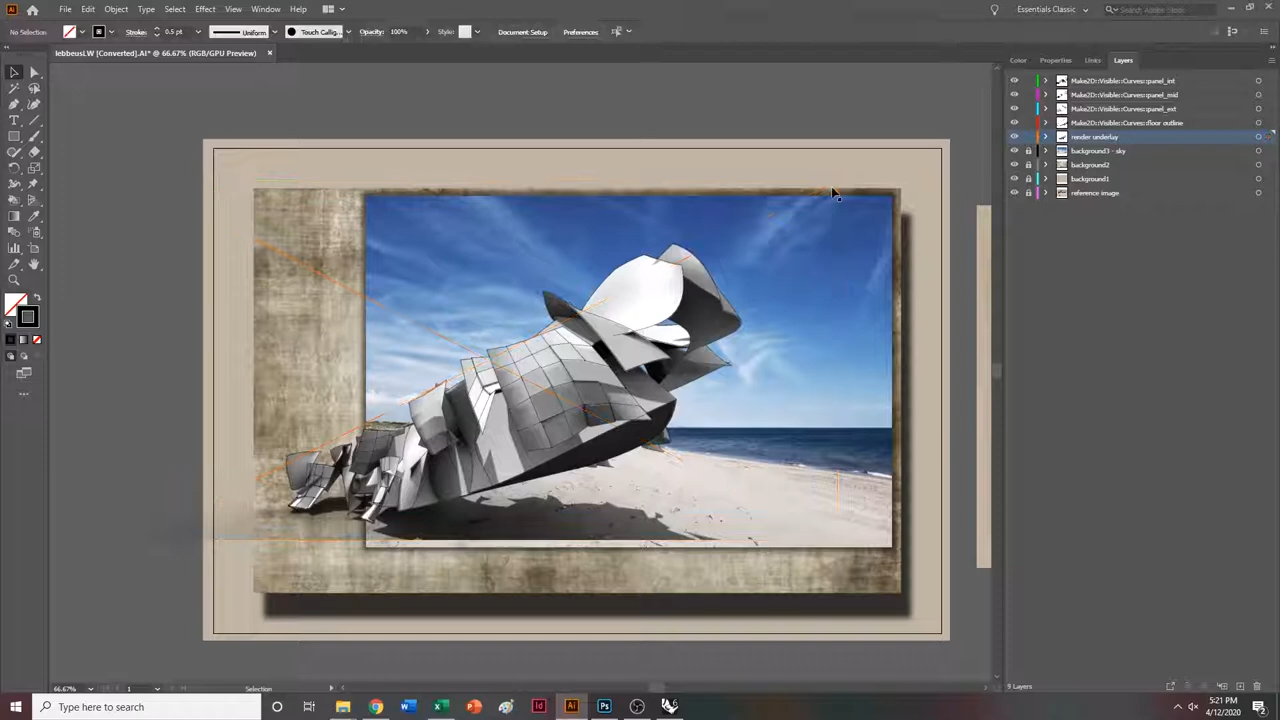 File Edit Object Type Select Effect View Window Help
Essentials Classic
Search Adobe Stock
No Selection
Stroke: 0.5 pt
Uniform
Touch Callig...
Opacity: 100%
Style:
Document Setup
Preferences
lebbeusLW [Converted].AI* @ 66.67% (RGB/GPU Preview)
Color Properties Links Layers
Make2D::Visible::Curves::panel_int
Make2D::Visible::Curves::panel_mid
Make2D::Visible::Curves::panel_ext
Make2D::Visible::Curves::floor outline
render underlay
background3 - sky
background2
background1
reference image
66.67%
1
Selection
9 Layers
Type here to search
5:21 PM
4/12/2020